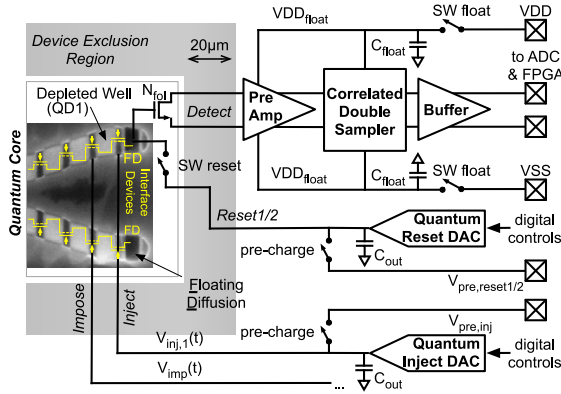 Device Exclusion
Region
20µm
VDDfloat
Cfloat
SW float
VDD
to ADC
& FPGA
Nfol
Depleted Well
(QD1)
Detect
Pre
Amp
Correlated
Double
Sampler
Buffer
Quantum Core
FD
FD
Interface
Devices
SW reset
VDDfloat
Cfloat
SW float
VSS
Reset1/2
Quantum
Reset DAC
digital
controls
pre-charge
Cout
Vpre,reset1/2
Floating
Diffusion
Impose
Inject
pre-charge
Vpre,inj
Vinj,1(t)
Quantum
Inject DAC
digital
controls
Vimp(t)
Cout
...